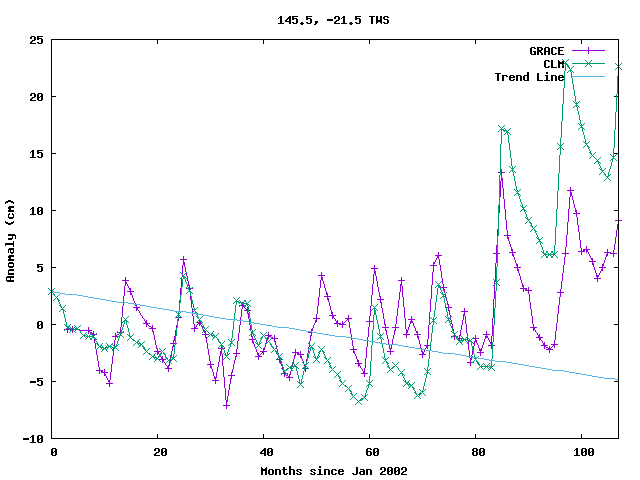 145.5, -21.5 TWS
GRACE
CLM
Trend Line
25
20
15
10
5
0
-5
-10
Anomaly (cm)
0 20 40 60 80 100
Months since Jan 2002